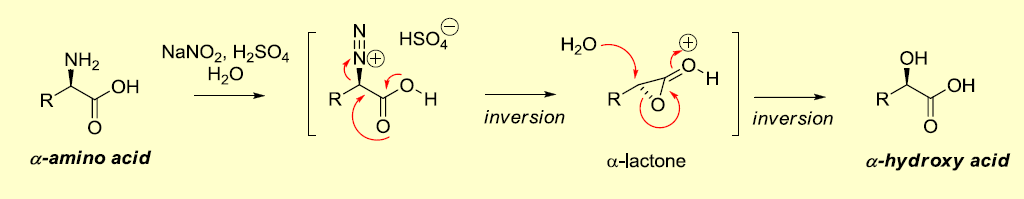 NH₂
R
OH
O
α-amino acid
NaNO₂, H₂SO₄
H₂O
N
N
⊕
HSO₄⊖
R
O
H
O
inversion
H₂O
⊕
O
H
R
O
α-lactone
inversion
OH
R
OH
O
α-hydroxy acid